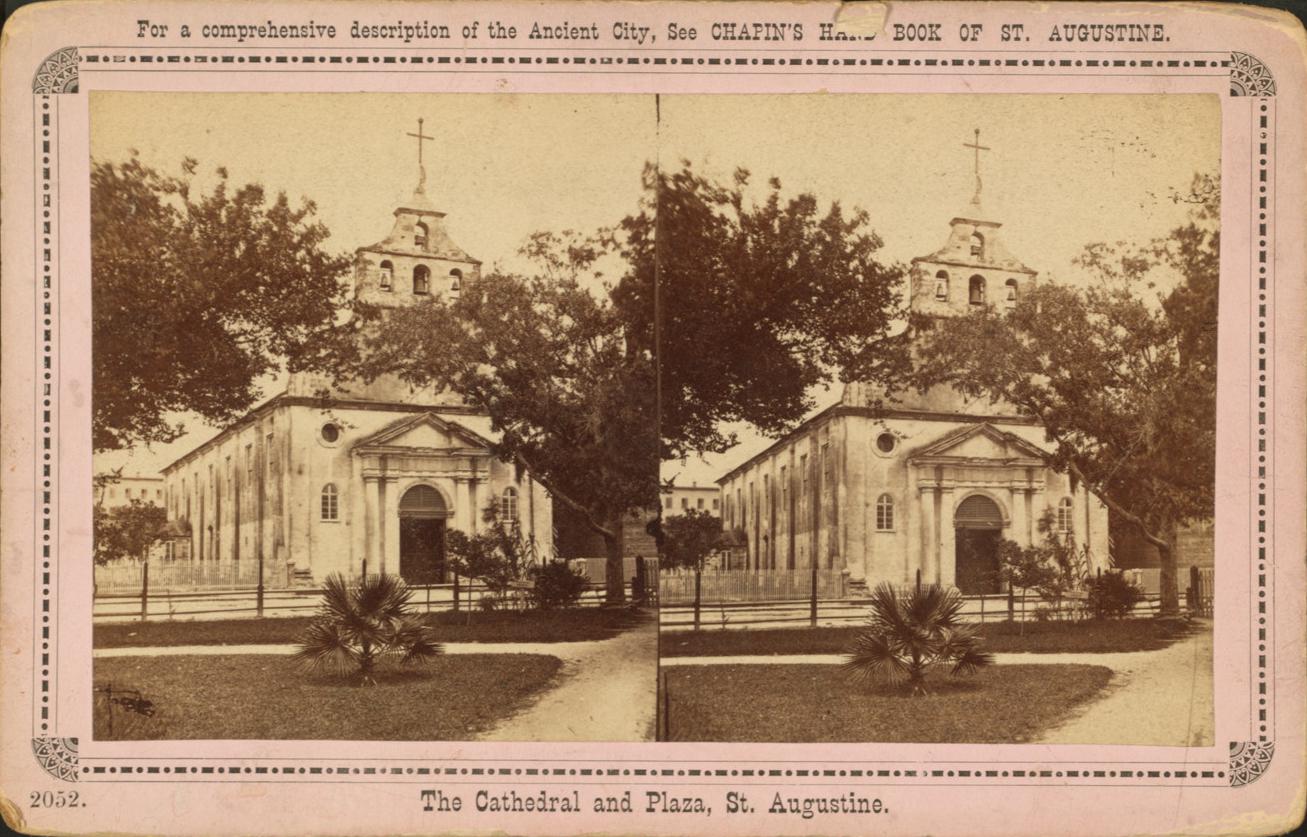 For a comprehensive description of the Ancient City, See CHAPIN'S HAND BOOK OF ST. AUGUSTINE.
2052.
The Cathedral and Plaza, St. Augustine.